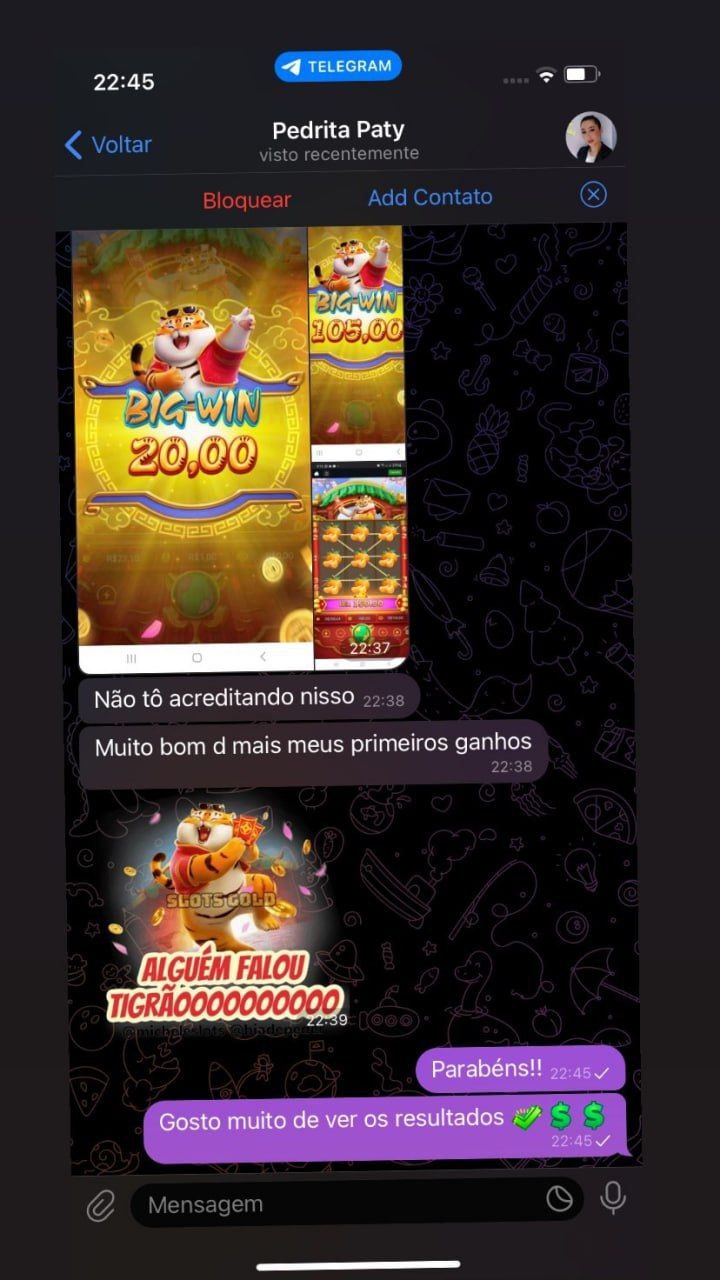 22:45
TELEGRAM
Voltar
Pedrita Paty
visto recentemente
Bloquear
Add Contato
BIG WIN
20,00
BIG WIN
105,00
22:37
Não tô acreditando nisso 22:38
Muito bom d mais meus primeiros ganhos
22:38
SLOTS GOLD
ALGUÉM FALOU
TIGRÃOOOOOOOOOO
22:39
Parabéns!! 22:45
Gosto muito de ver os resultados
22:45
Mensagem